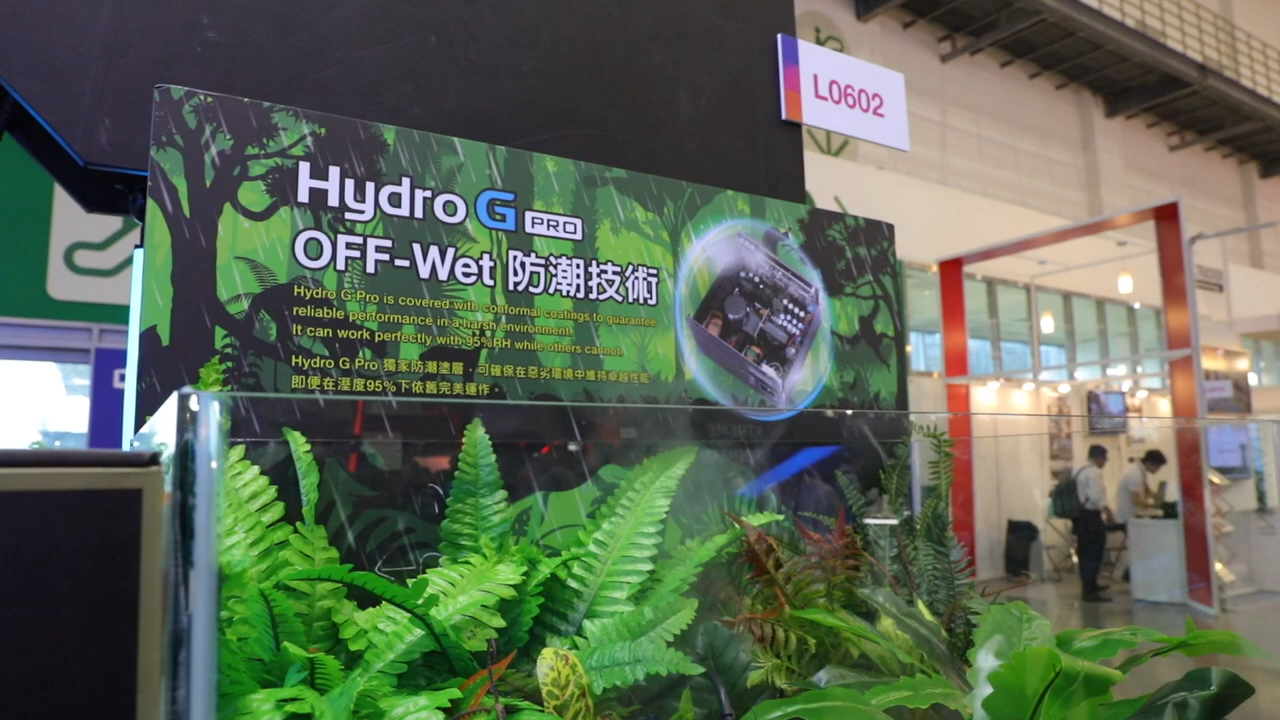 L0602
Hydro G PRO
OFF-Wet 防潮技術
Hydro G Pro is covered with conformal coatings to guarantee
reliable performance in a harsh environment.
It can work perfectly with 95%RH while others cannot.
Hydro G Pro 獨家防潮塗層，可確保在惡劣環境中維持卓越性能
即便在溼度95%下依舊完美運作。